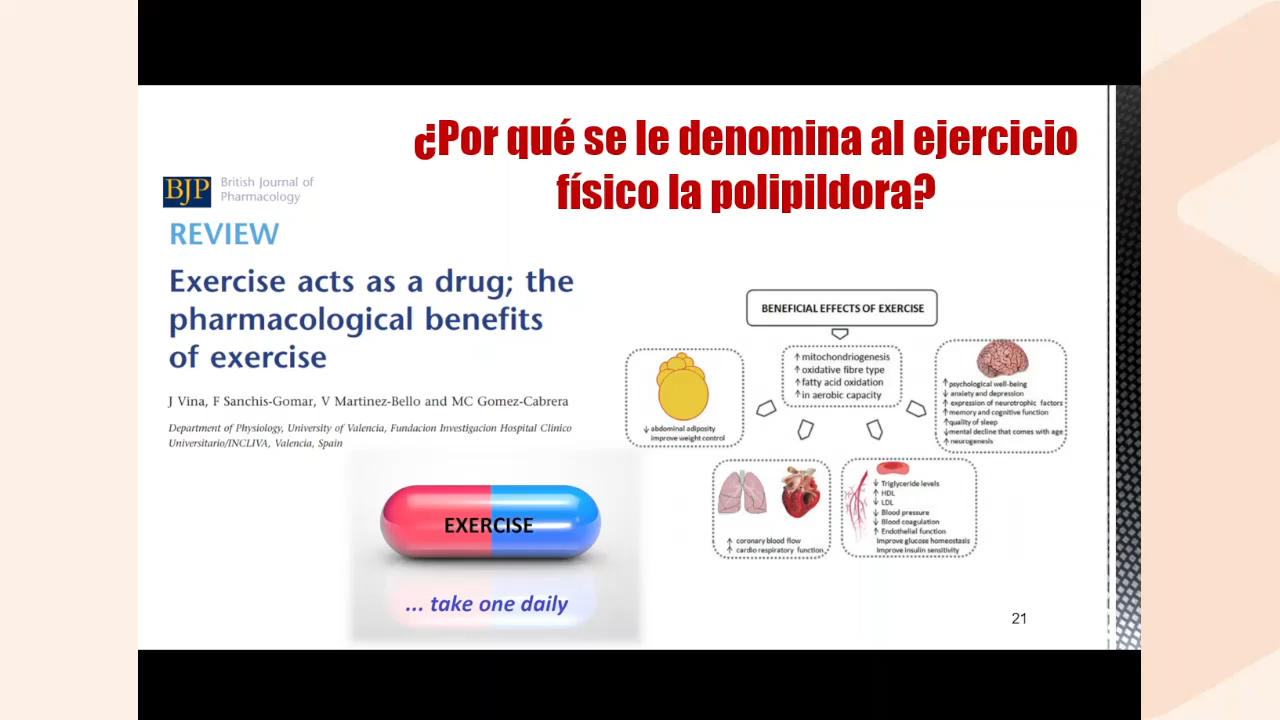 ¿Por qué se le denomina al ejercicio
físico la polipildora?
BJP
British Journal of
Pharmacology
REVIEW
Exercise acts as a drug; the
pharmacological benefits
of exercise
J Vina, F Sanchis-Gomar, V Martinez-Bello and MC Gomez-Cabrera
Department of Physiology, University of Valencia, Fundacion Investigacion Hospital Clinico
Universitario/INCLIVA, Valencia, Spain
EXERCISE
... take one daily
BENEFICIAL EFFECTS OF EXERCISE
↑ mitochondriogenesis
↑ oxidative fibre type
↑ fatty acid oxidation
↑ in aerobic capacity
↓ abdominal adiposity
improve weight control
↑ psychological well-being
↓ anxiety and depression
↑ expression of neurotrophic factors
↑ memory and cognitive function
↑ quality of sleep
↓ mental decline that comes with age
↑ neurogenesis
↑ coronary blood flow
↑ cardio respiratory function
↓ Triglyceride levels
↑ HDL
↓ LDL
↓ Blood pressure
↓ Blood coagulation
↑ Endothelial function
Improve glucose homeostasis
Improve insulin sensitivity
21